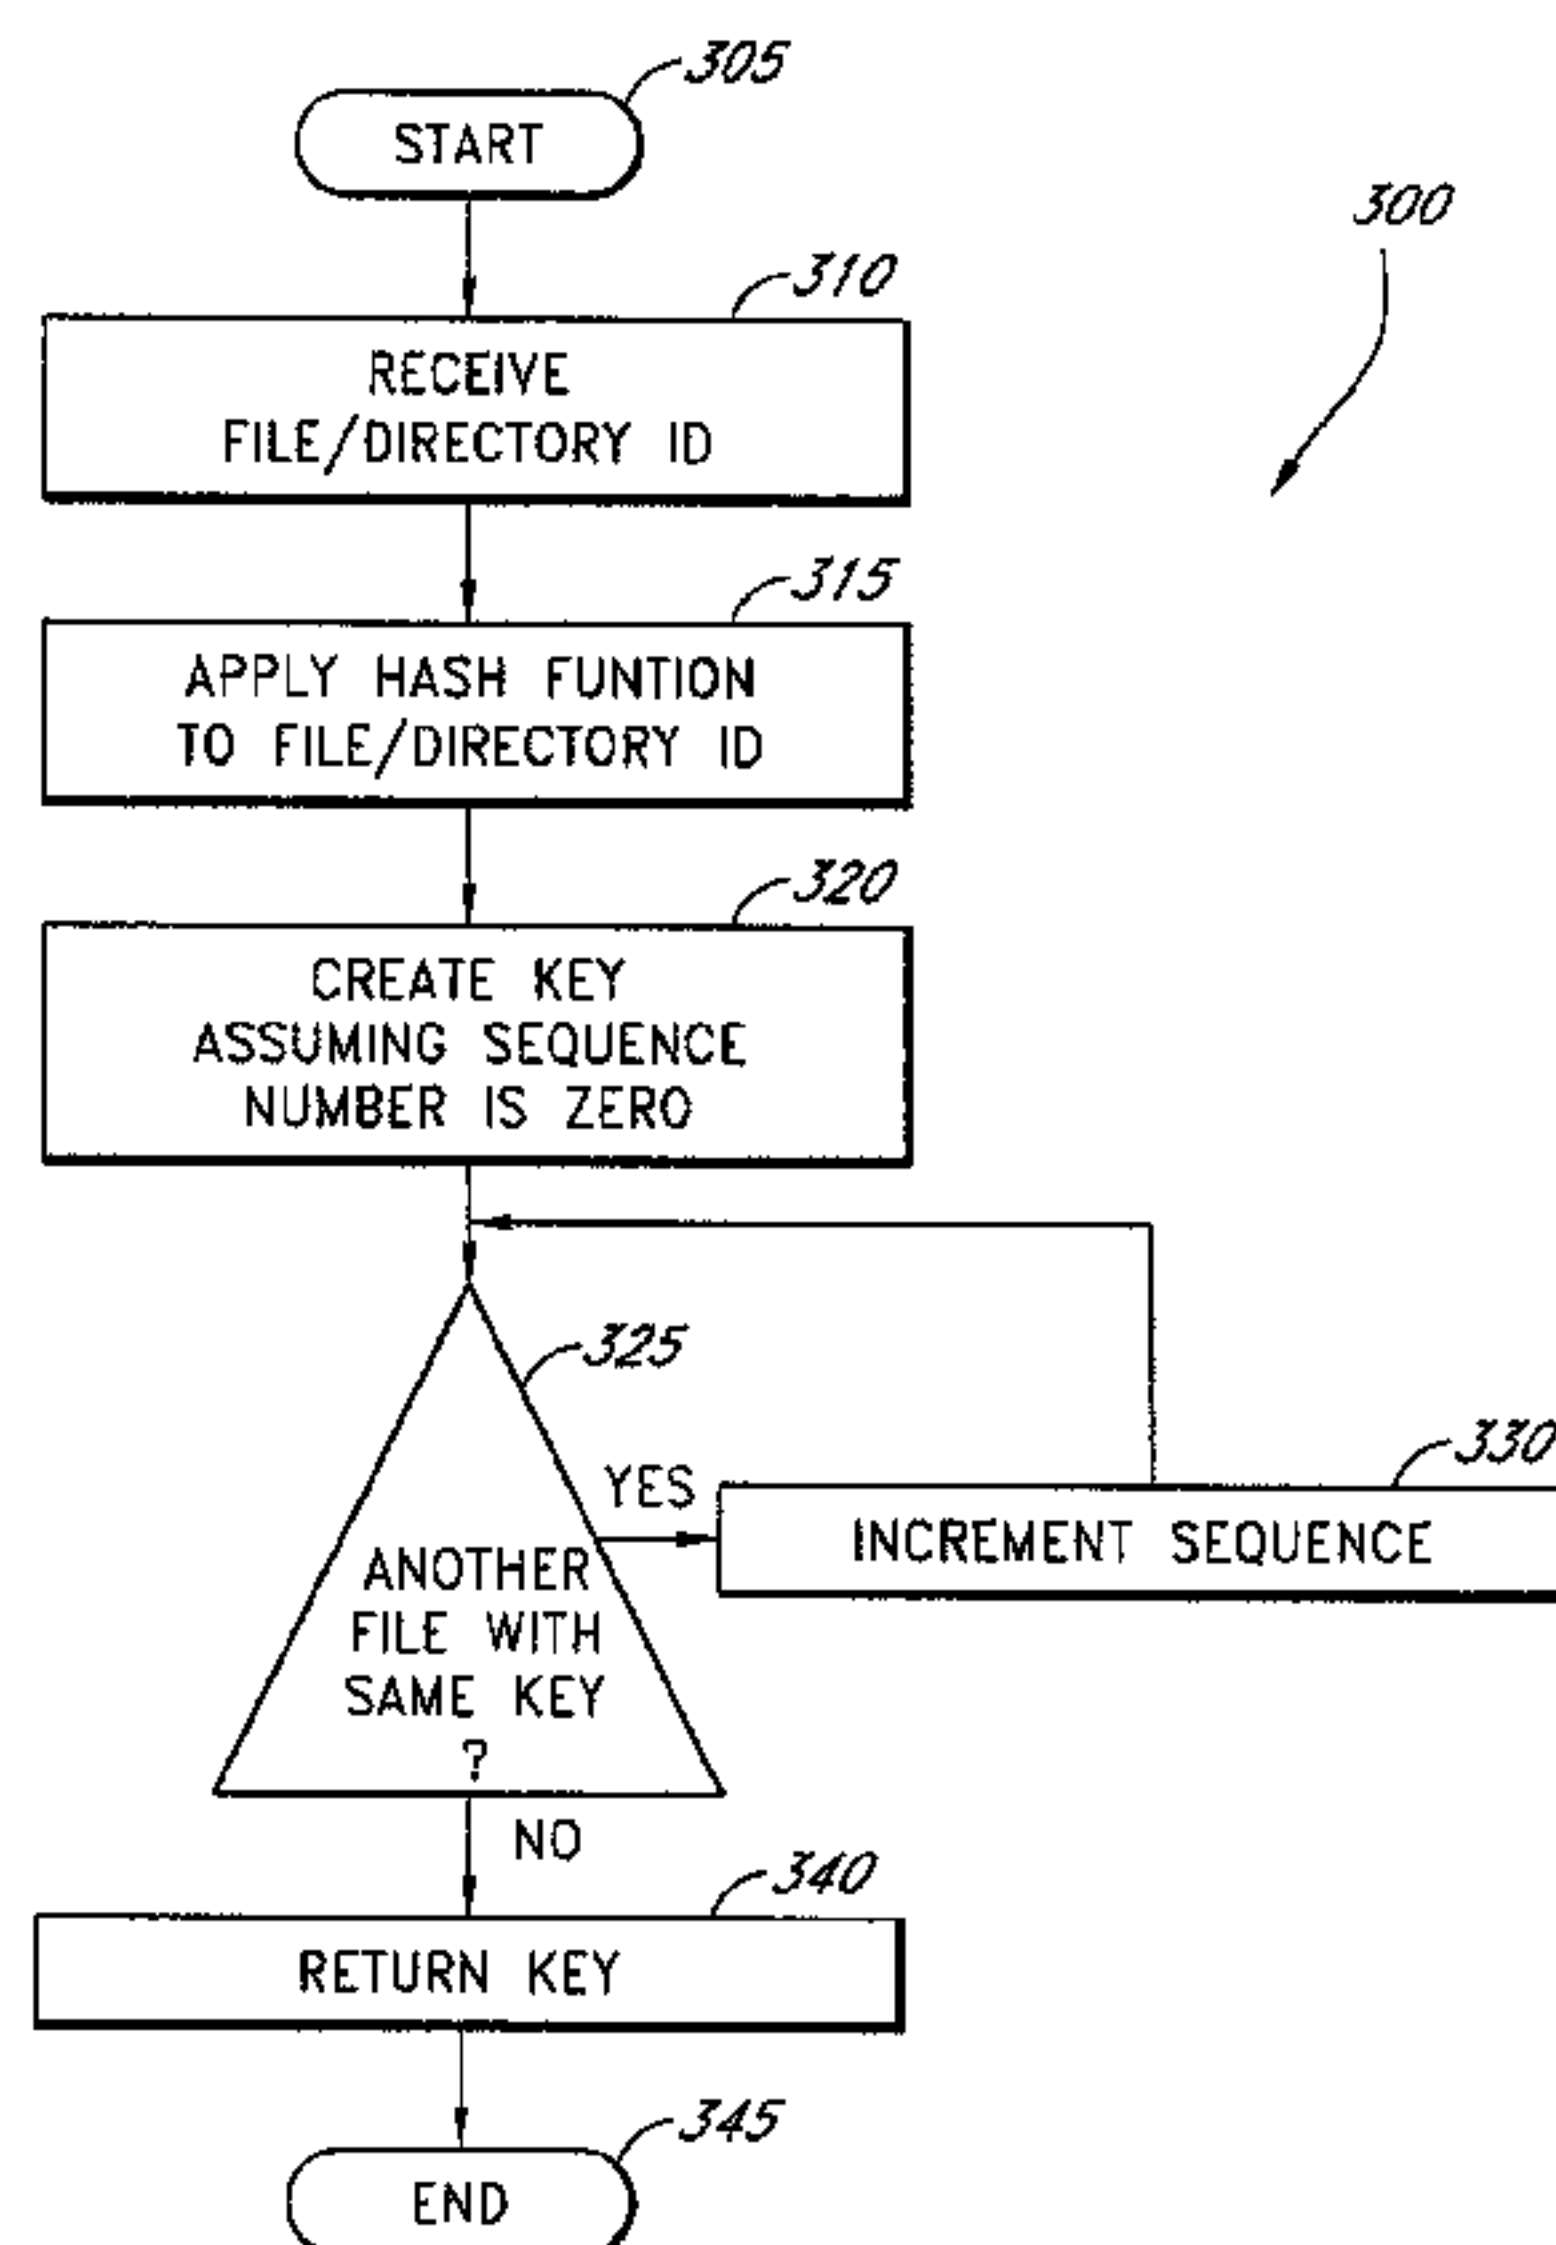 305
START
300
310
RECEIVE
FILE/DIRECTORY ID
315
APPLY HASH FUNTION
TO FILE/DIRECTORY ID
320
CREATE KEY
ASSUMING SEQUENCE
NUMBER IS ZERO
325
YES
330
INCREMENT SEQUENCE
ANOTHER
FILE WITH
SAME KEY
?
NO
340
RETURN KEY
345
END